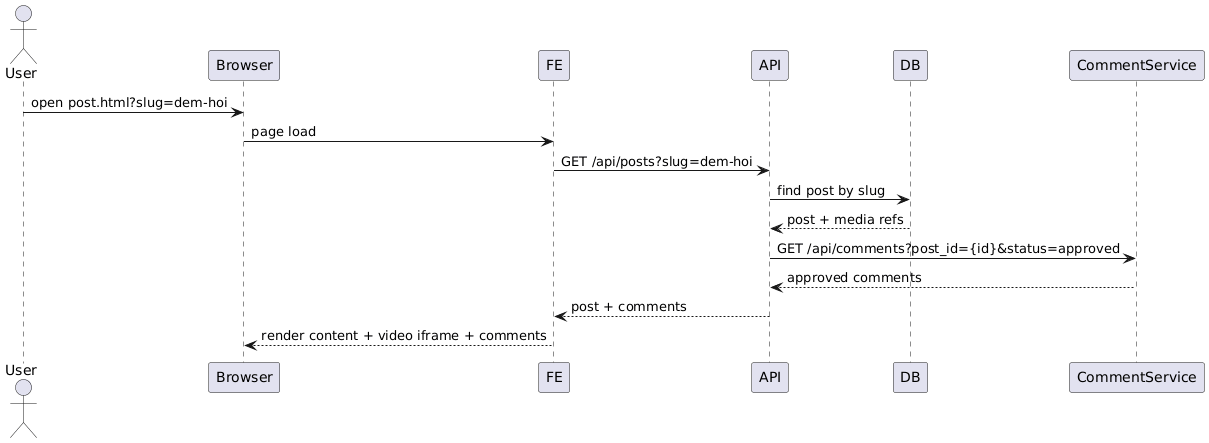 User
Browser
FE
API
DB
CommentService
open post.html?slug=dem-hoi
page load
GET /api/posts?slug=dem-hoi
find post by slug
post + media refs
GET /api/comments?post_id={id}&status=approved
approved comments
post + comments
render content + video iframe + comments
User
Browser
FE
API
DB
CommentService